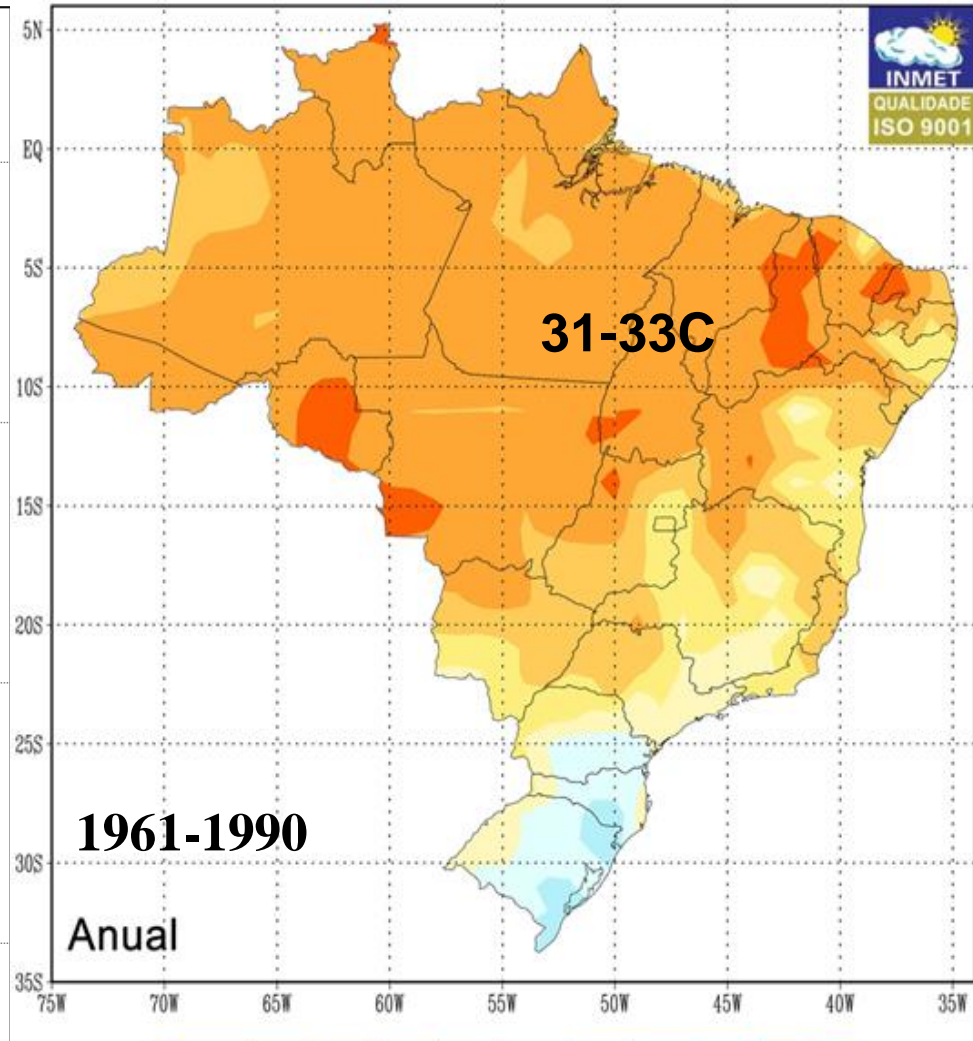 5N
INMET
QUALIDADE
ISO 9001
EQ
5S
31-33C
10S
15S
20S
25S
1961-1990
30S
Anual
35S
75W 70W 65W 60W 55W 50W 45W 40W 35W